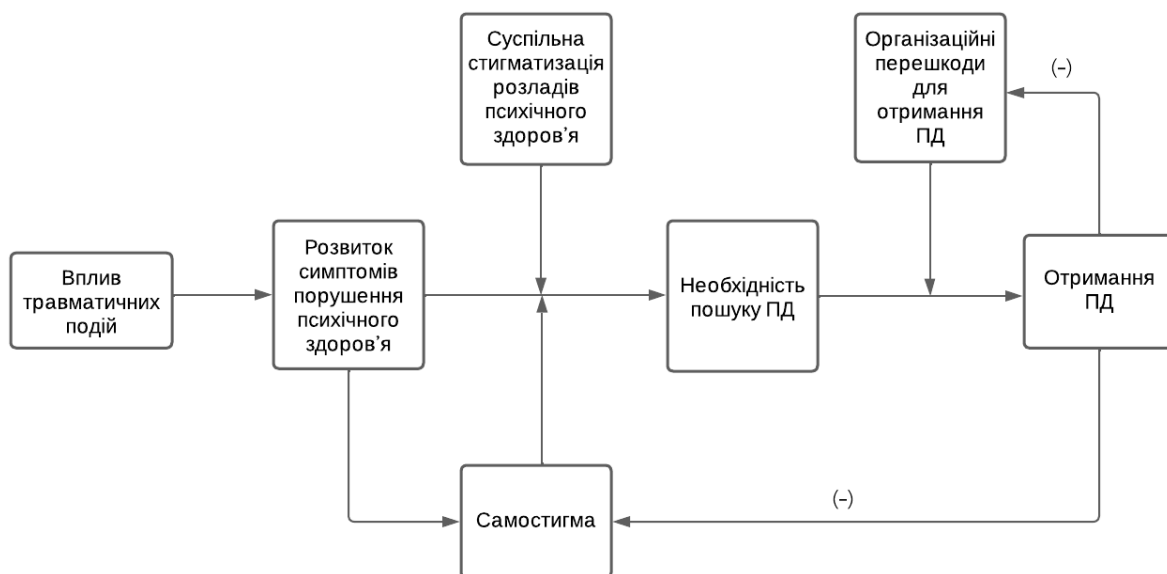 Суспільна
стигматизація
розладів
психічного
здоров’я
Організаційні
перешкоди
для
отримання
ПД
(-)
Вплив
травматичних
подій
Розвиток
симптомів
порушення
психічного
здоров’я
Необхідність
пошуку ПД
Отримання
ПД
Самостигма
(-)